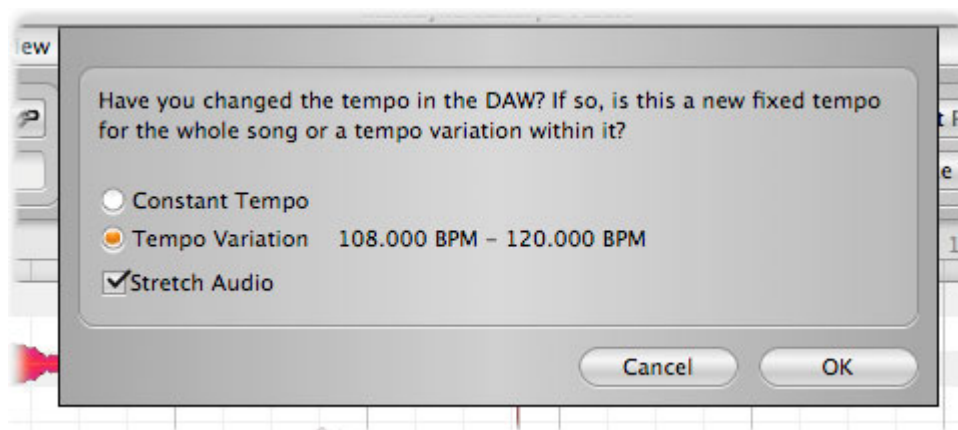 iew
Have you changed the tempo in the DAW? If so, is this a new fixed tempo
for the whole song or a tempo variation within it?
Constant Tempo
Tempo Variation 108.000 BPM – 120.000 BPM
Stretch Audio
Cancel OK